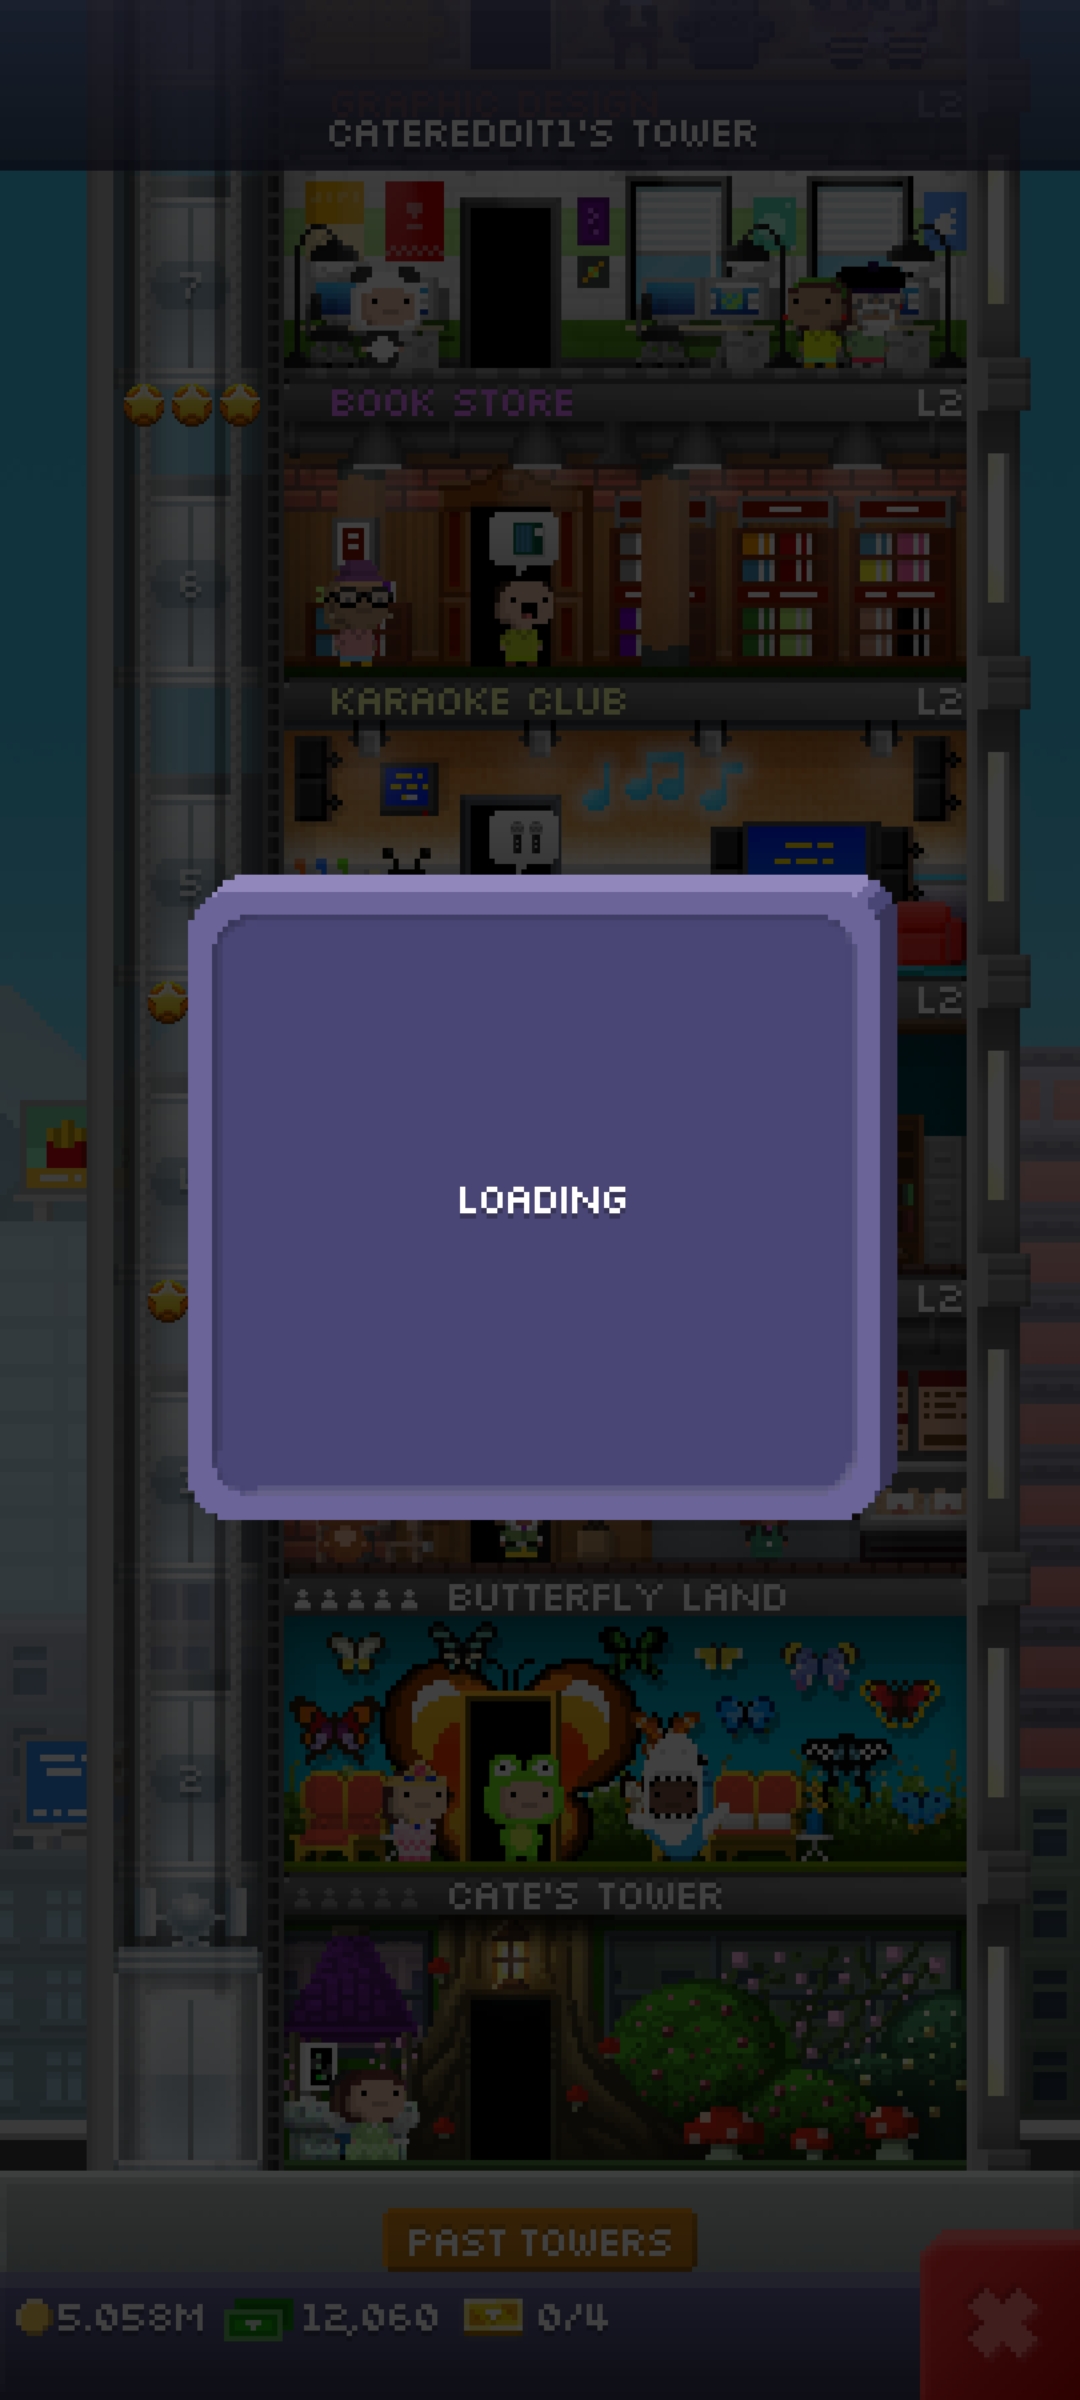 GRAPHIC DESIGN L2
CATEREDDIT1'S TOWER
7
BOOK STORE L2
6
KARAOKE CLUB L2
5
L2
LOADING
L2
BUTTERFLY LAND
2
CATE'S TOWER
PAST TOWERS
5.058M 12,060 0/4